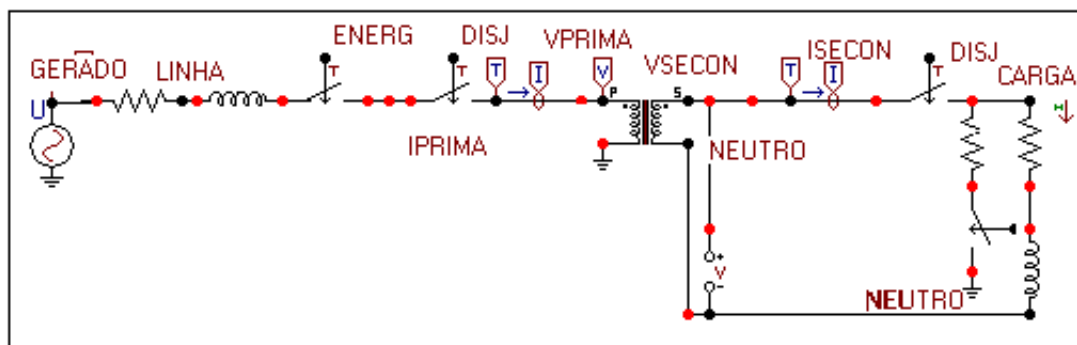 ENERG DISJ VPRIMA ISECON DISJ
GERADO LINHA T T T I V VSECON T I T CARGA
U P S H
IPRIMA NEUTRO
+
V
-
NEUTRO